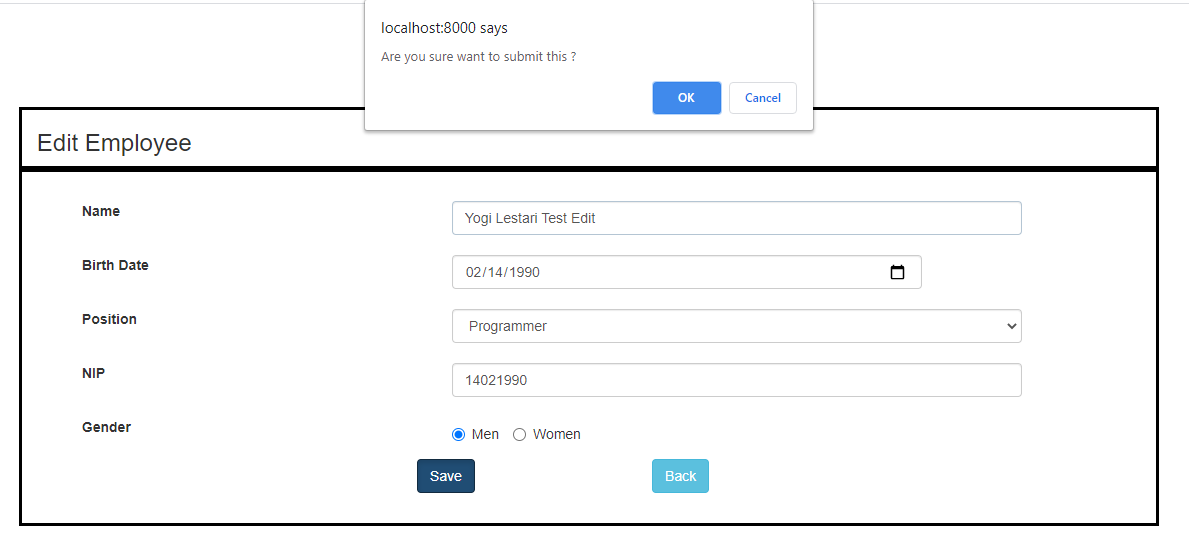 localhost:8000 says
Are you sure want to submit this ?
OK Cancel
Edit Employee
Name Yogi Lestari Test Edit
Birth Date 02/14/1990
Position Programmer
NIP 14021990
Gender Men Women
Save Back